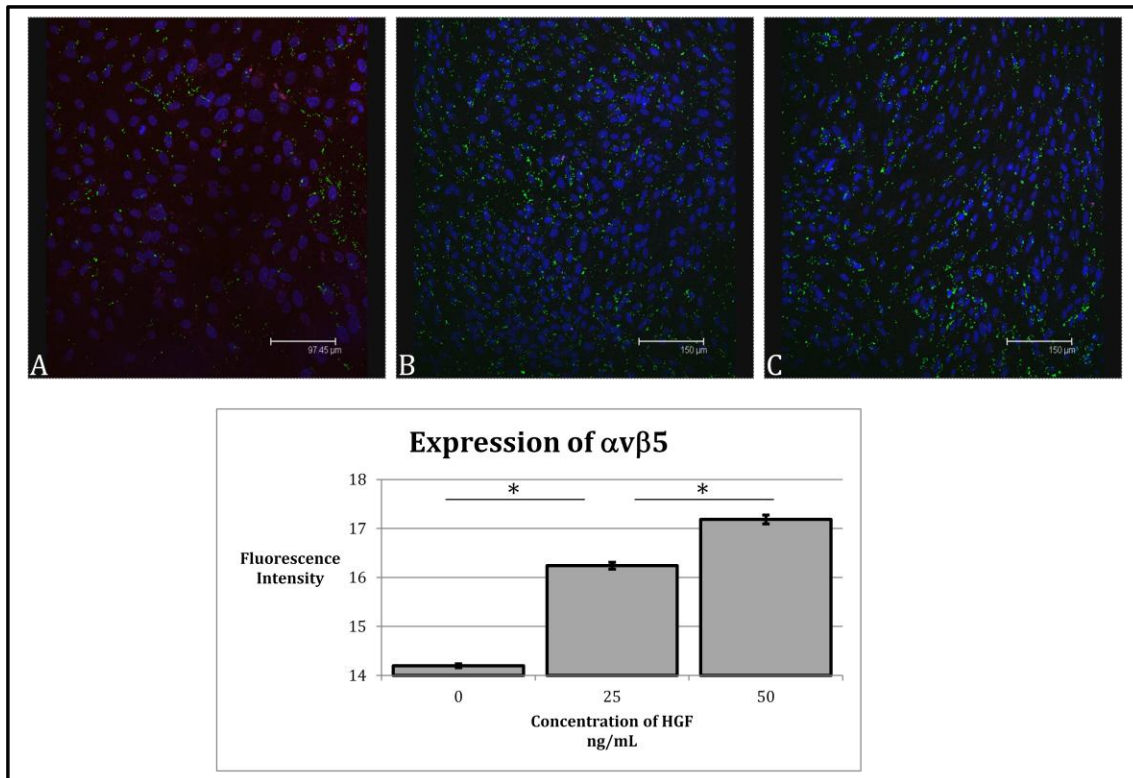 A
97.45 µm
B
150 µm
C
150 µm
Expression of αvβ5
18
17
16
15
14
Fluorescence
Intensity
*
*
0
25
50
Concentration of HGF
ng/mL